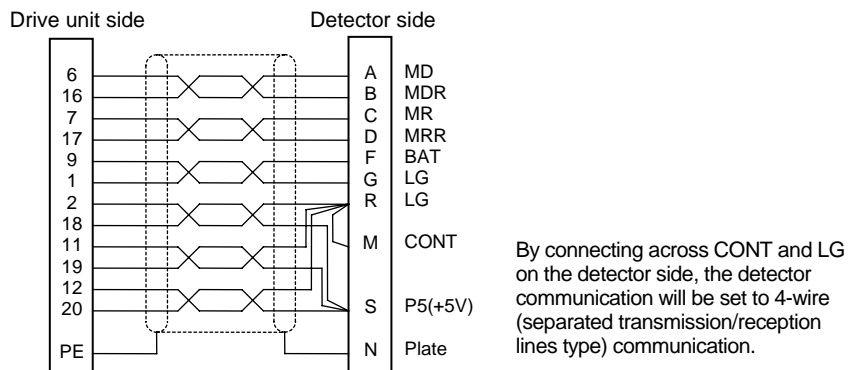 Drive unit side Detector side
6 A MD
16 B MDR
7 C MR
17 D MRR
9 F BAT
1 G LG
2 R LG
18
11 M CONT
19
12
20 S P5(+5V)
PE N Plate
By connecting across CONT and LG
on the detector side, the detector
communication will be set to 4-wire
(separated transmission/reception
lines type) communication.